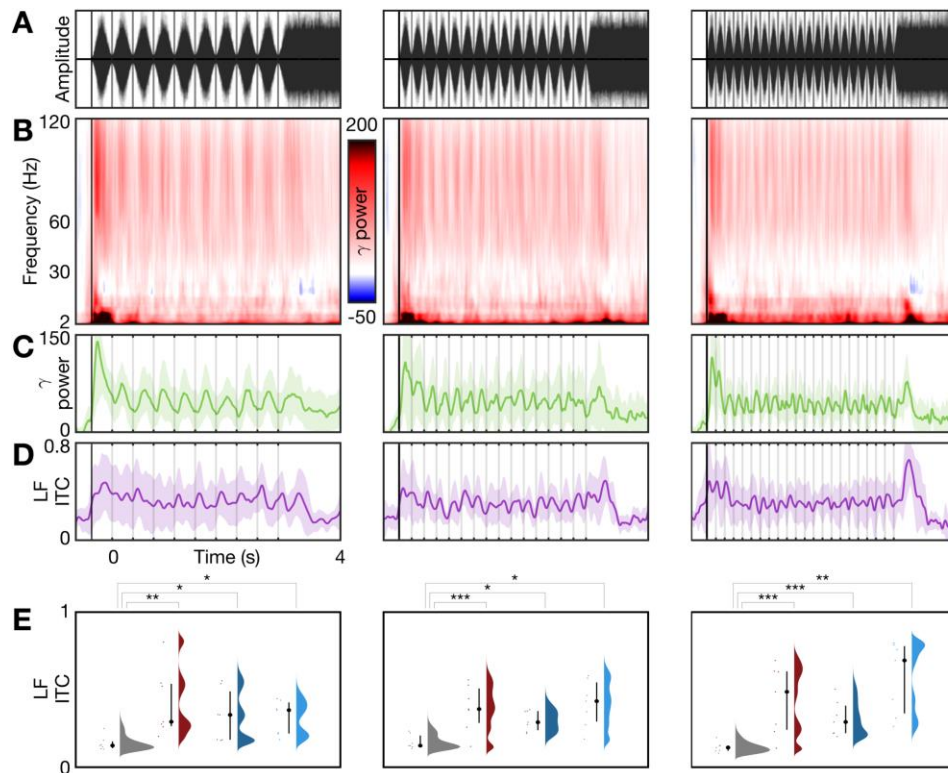 A
Amplitude
B
120
60
30
2
Frequency (Hz)
200
γ power
-50
C
150
0
γ power
D
0.8
0
LF ITC
0 Time (s) 4
* * **
* * ***
** *** ***
E
1
0
LF ITC